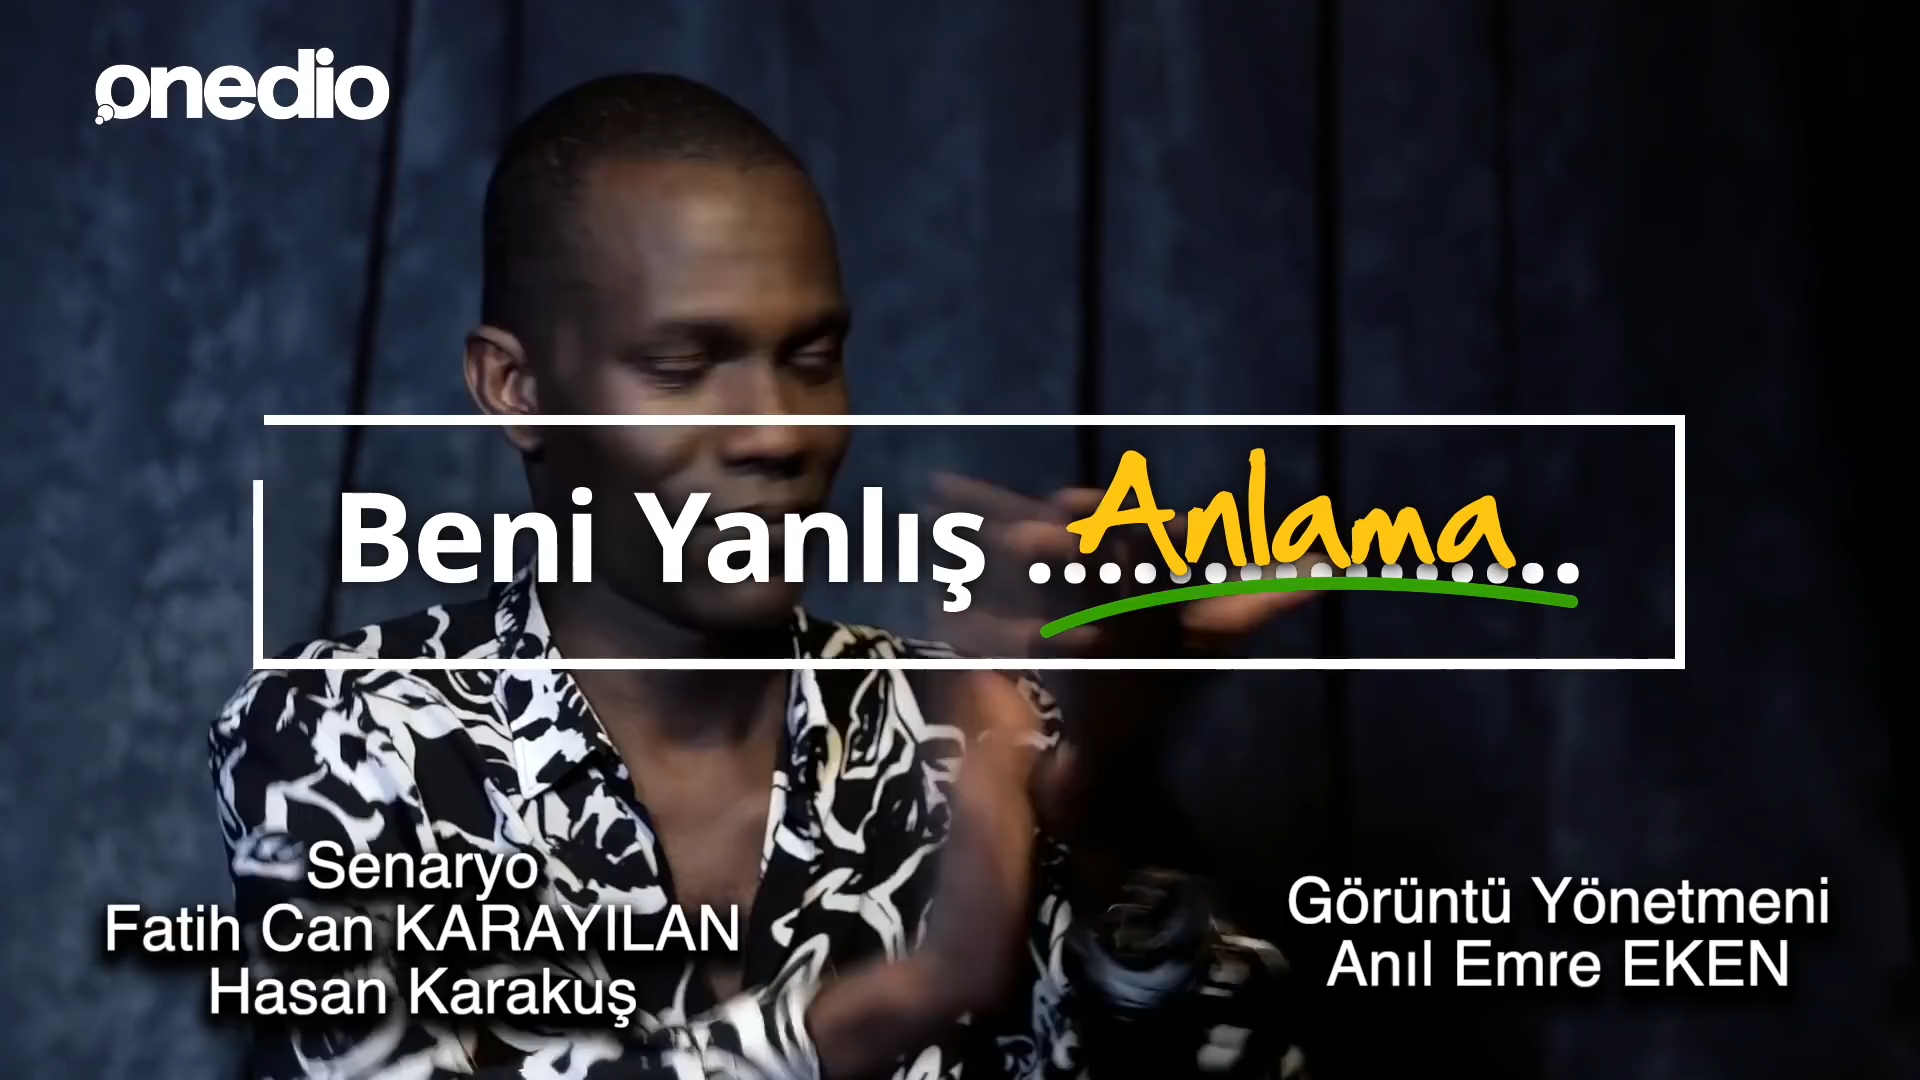 onedio
Beni Yanlış Anlama
Senaryo
Fatih Can KARAYILAN
Hasan Karakuş
Görüntü Yönetmeni
Anıl Emre EKEN